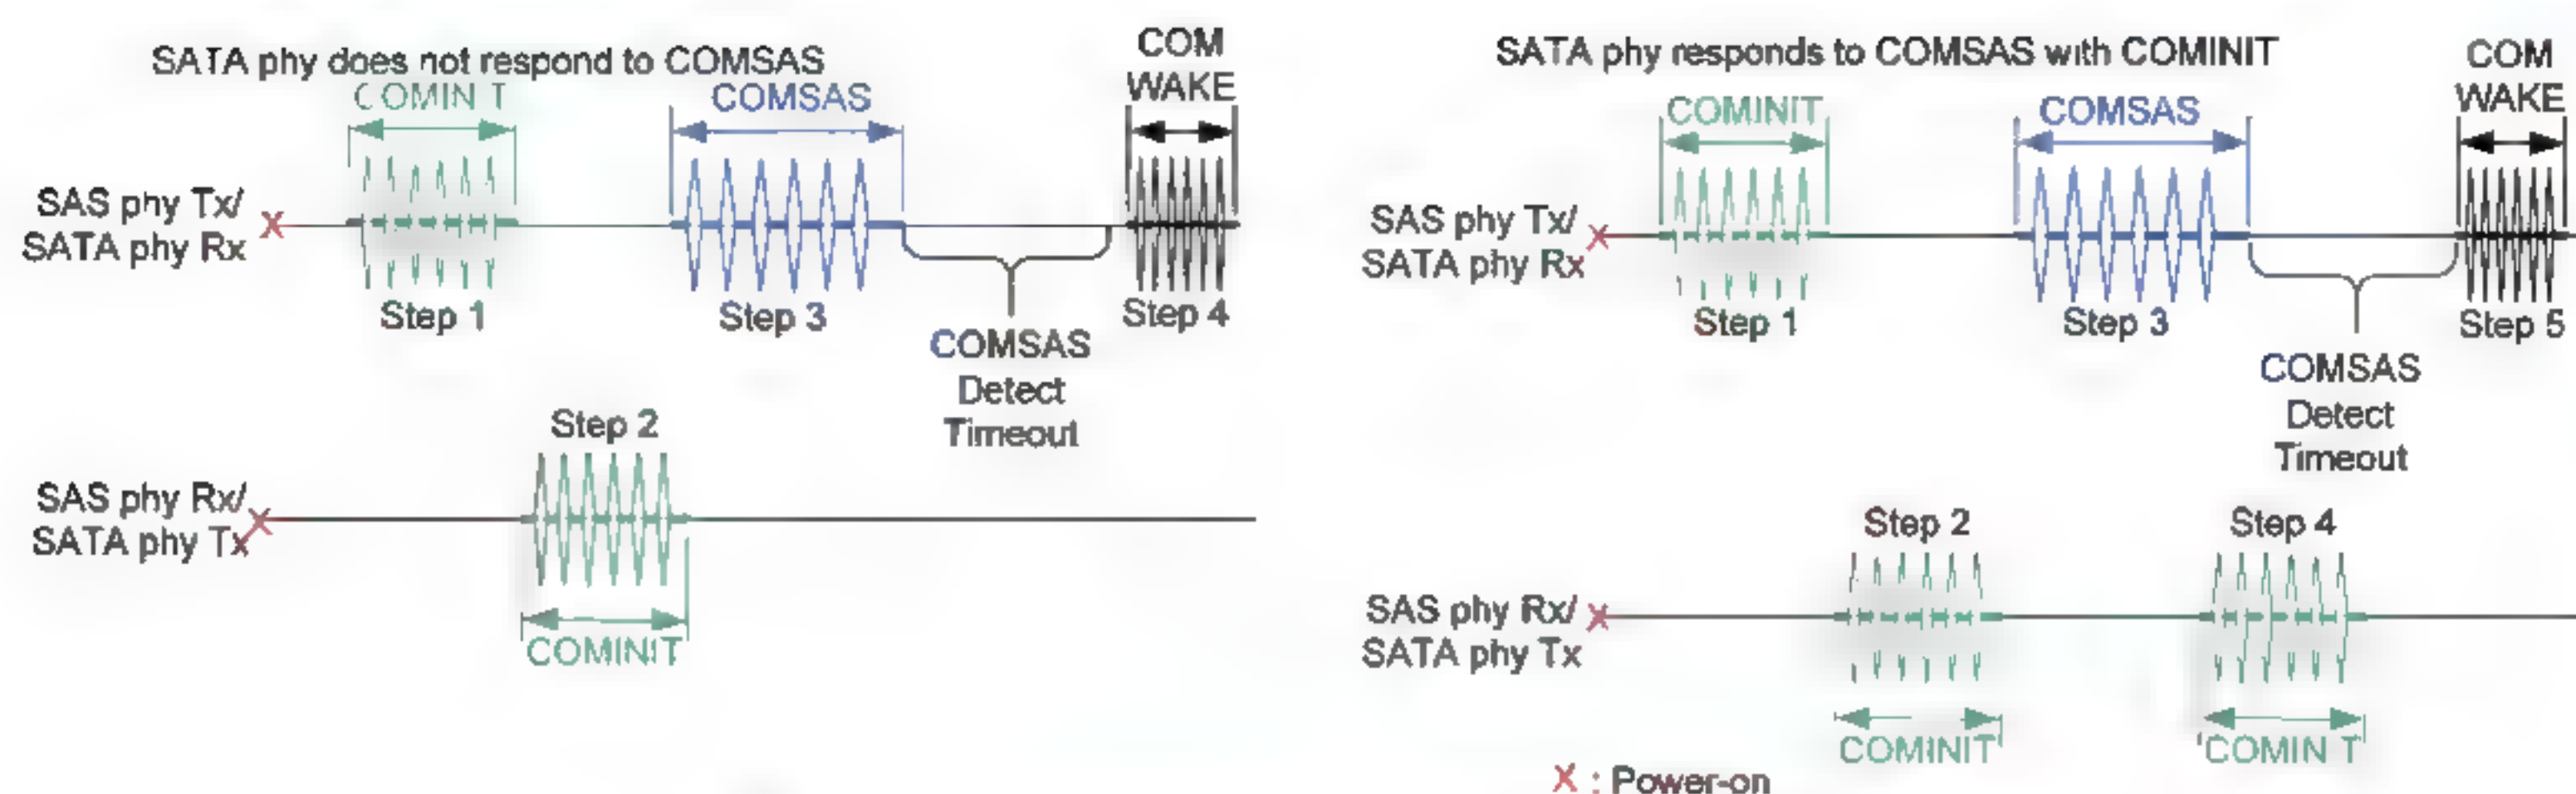 SATA phy does not respond to COMSAS
COMINIT
COMSAS
COM
WAKE
SAS phy Tx/
SATA phy Rx
Step 1
Step 3
Step 4
COMSAS
Detect
Timeout
Step 2
SAS phy Rx/
SATA phy Tx
COMINIT
SATA phy responds to COMSAS with COMINIT
COMINIT
COMSAS
COM
WAKE
SAS phy Tx/
SATA phy Rx
Step 1
Step 3
Step 5
COMSAS
Detect
Timeout
Step 2
Step 4
SAS phy Rx/
SATA phy Tx
COMINIT
COMINIT
X : Power-on